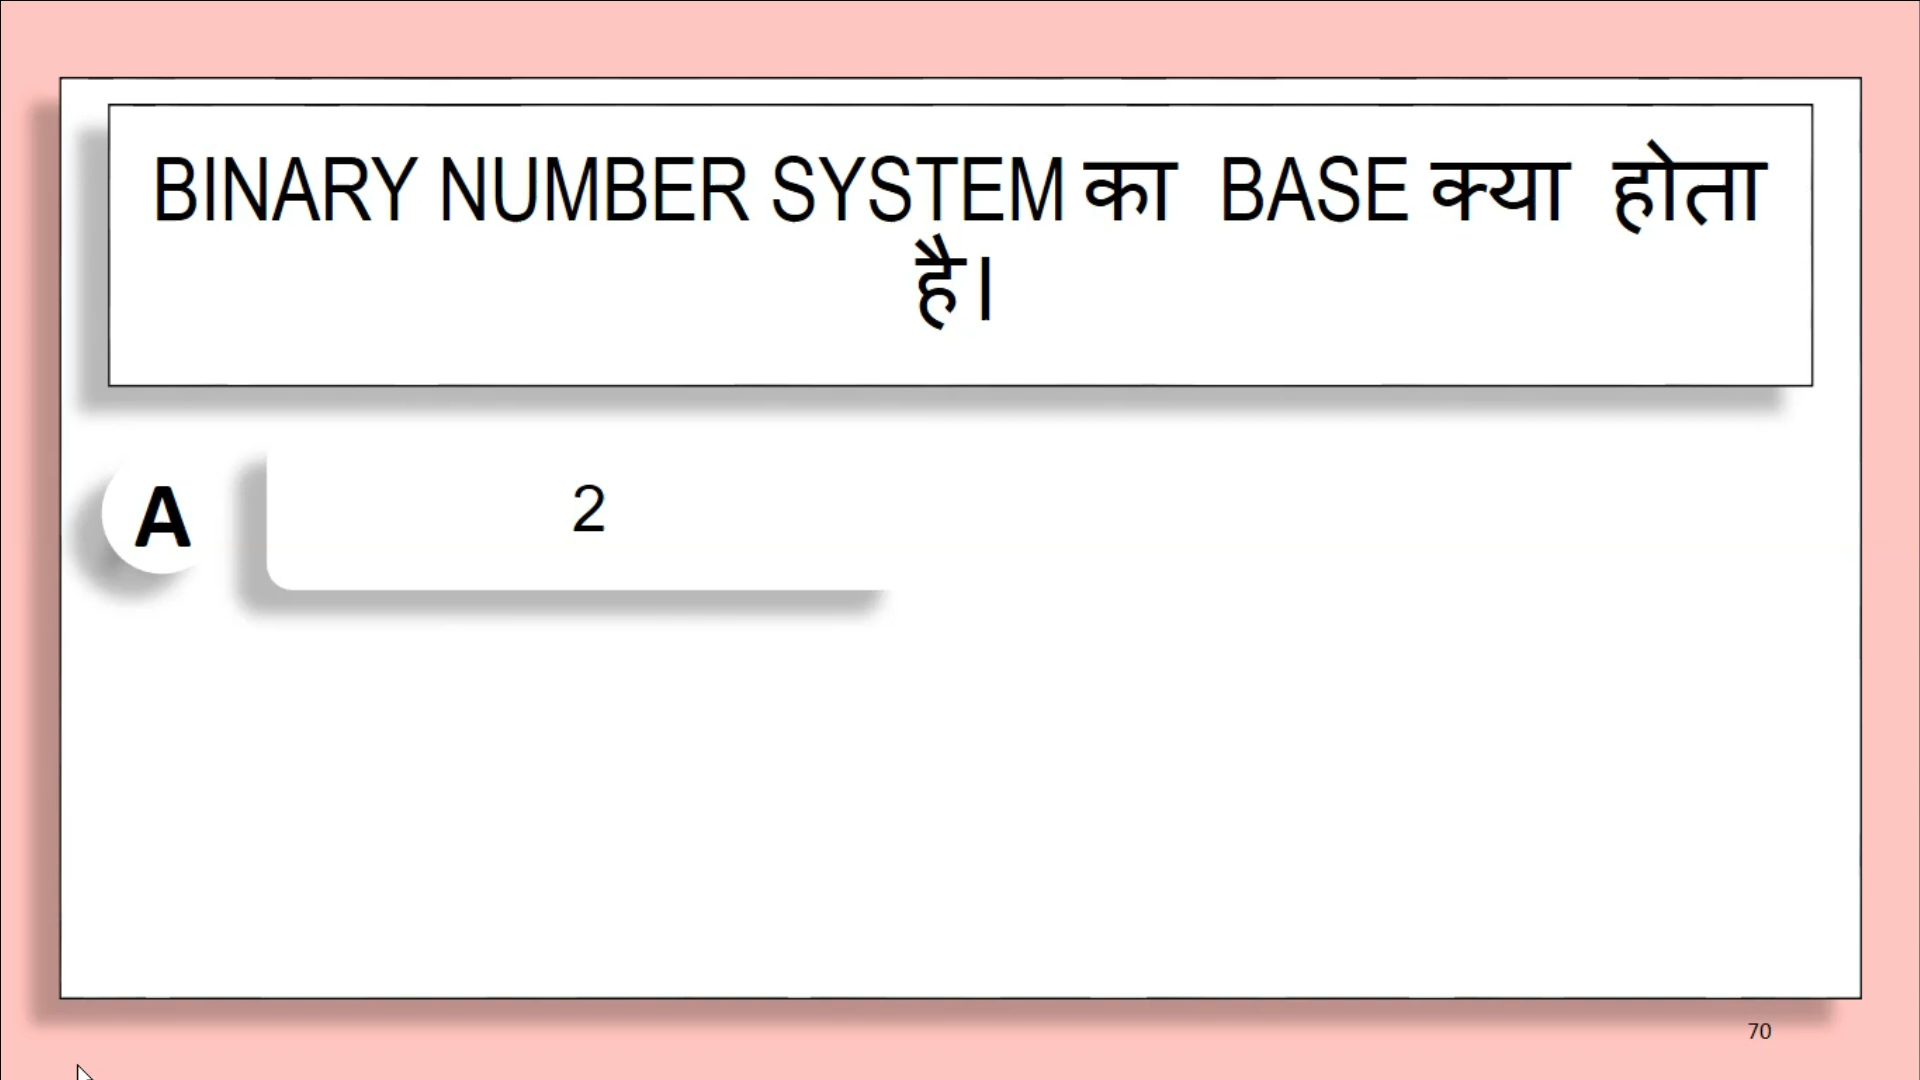 BINARY NUMBER SYSTEM का BASE क्या होता
है।
A
2
70